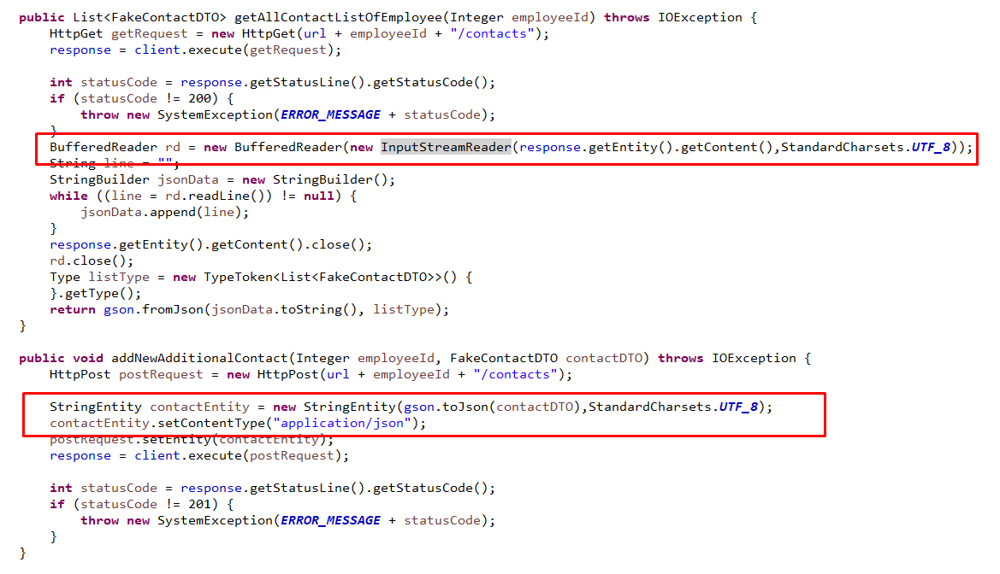 public List<FakeContactDTO> getAllContactListOfEmployee(Integer employeeId) throws IOException {
    HttpGet getRequest = new HttpGet(url + employeeId + "/contacts");
    response = client.execute(getRequest);

    int statusCode = response.getStatusLine().getStatusCode();
    if (statusCode != 200) {
        throw new SystemException(ERROR_MESSAGE + statusCode);
    }
    BufferedReader rd = new BufferedReader(new InputStreamReader(response.getEntity().getContent(),StandardCharsets.UTF_8));
    String line = "";
    StringBuilder jsonData = new StringBuilder();
    while ((line = rd.readLine()) != null) {
        jsonData.append(line);
    }
    response.getEntity().getContent().close();
    rd.close();
    Type listType = new TypeToken<List<FakeContactDTO>>() {
    }.getType();
    return gson.fromJson(jsonData.toString(), listType);
}

public void addNewAdditionalContact(Integer employeeId, FakeContactDTO contactDTO) throws IOException {
    HttpPost postRequest = new HttpPost(url + employeeId + "/contacts");

    StringEntity contactEntity = new StringEntity(gson.toJson(contactDTO),StandardCharsets.UTF_8);
    contactEntity.setContentType("application/json");
    postRequest.setEntity(contactEntity);
    response = client.execute(postRequest);

    int statusCode = response.getStatusLine().getStatusCode();
    if (statusCode != 201) {
        throw new SystemException(ERROR_MESSAGE + statusCode);
    }
}